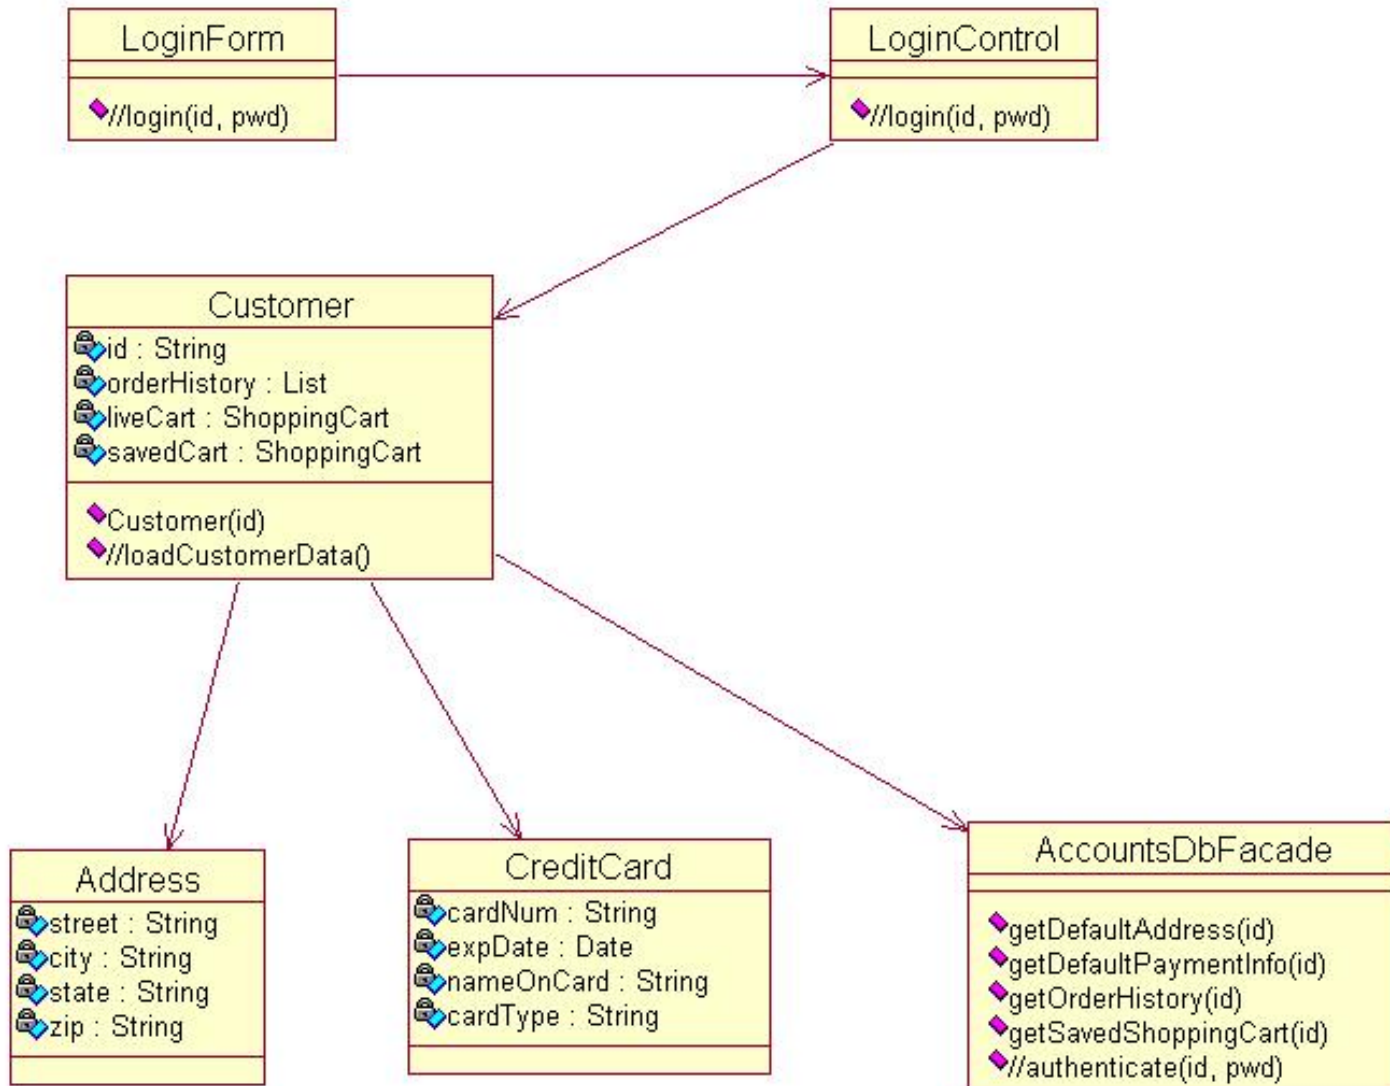 LoginForm
//login(id, pwd)
LoginControl
//login(id, pwd)
Customer
id : String
orderHistory : List
liveCart : ShoppingCart
savedCart : ShoppingCart
Customer(id)
//loadCustomerData()
Address
street : String
city : String
state : String
zip : String
CreditCard
cardNum : String
expDate : Date
nameOnCard : String
cardType : String
AccountsDbFacade
getDefaultAddress(id)
getDefaultPaymentInfo(id)
getOrderHistory(id)
getSavedShoppingCart(id)
//authenticate(id, pwd)